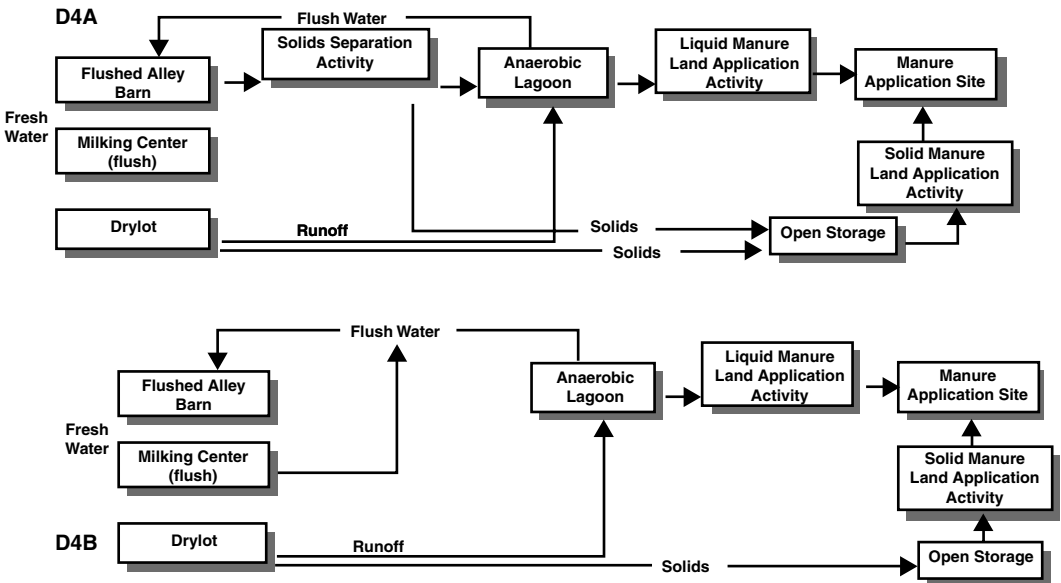 D4A
Flush Water
Flushed Alley
Barn
Solids Separation
Activity
Anaerobic
Lagoon
Liquid Manure
Land Application
Activity
Manure
Application Site
Fresh
Water
Milking Center
(flush)
Solid Manure
Land Application
Activity
Drylot
Runoff
Solids
Solids
Open Storage
Flush Water
Flushed Alley
Barn
Anaerobic
Lagoon
Liquid Manure
Land Application
Activity
Manure
Application Site
Fresh
Water
Milking Center
(flush)
Solid Manure
Land Application
Activity
D4B
Drylot
Runoff
Solids
Open Storage